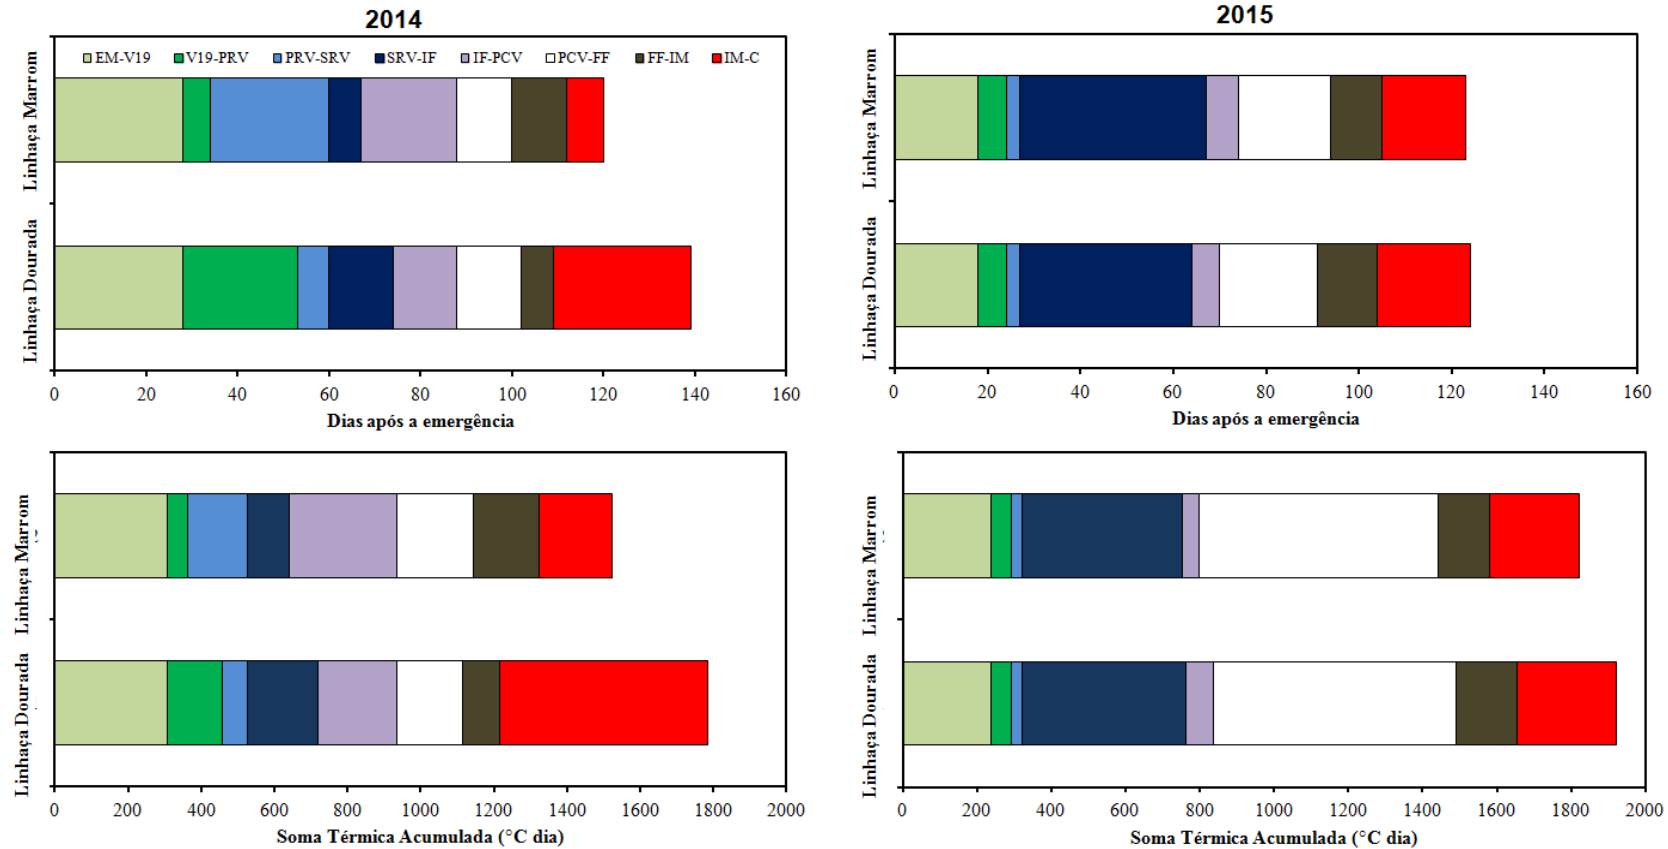 2014
2015
EM-V19 V19-PRV PRV-SRV SRV-IF IF-PCV PCV-FF FF-IM IM-C
Linhaça Marrom
Linhaça Dourada
0 20 40 60 80 100 120 140 160
Dias após a emergência
Linhaça Marrom
Linhaça Dourada
0 20 40 60 80 100 120 140 160
Dias após a emergência
Linhaça Marrom
Linhaça Dourada
0 200 400 600 800 1000 1200 1400 1600 1800 2000
Soma Térmica Acumulada (°C dia)
Linhaça Marrom
Linhaça Dourada
0 200 400 600 800 1000 1200 1400 1600 1800 2000
Soma Térmica Acumulada (°C dia)